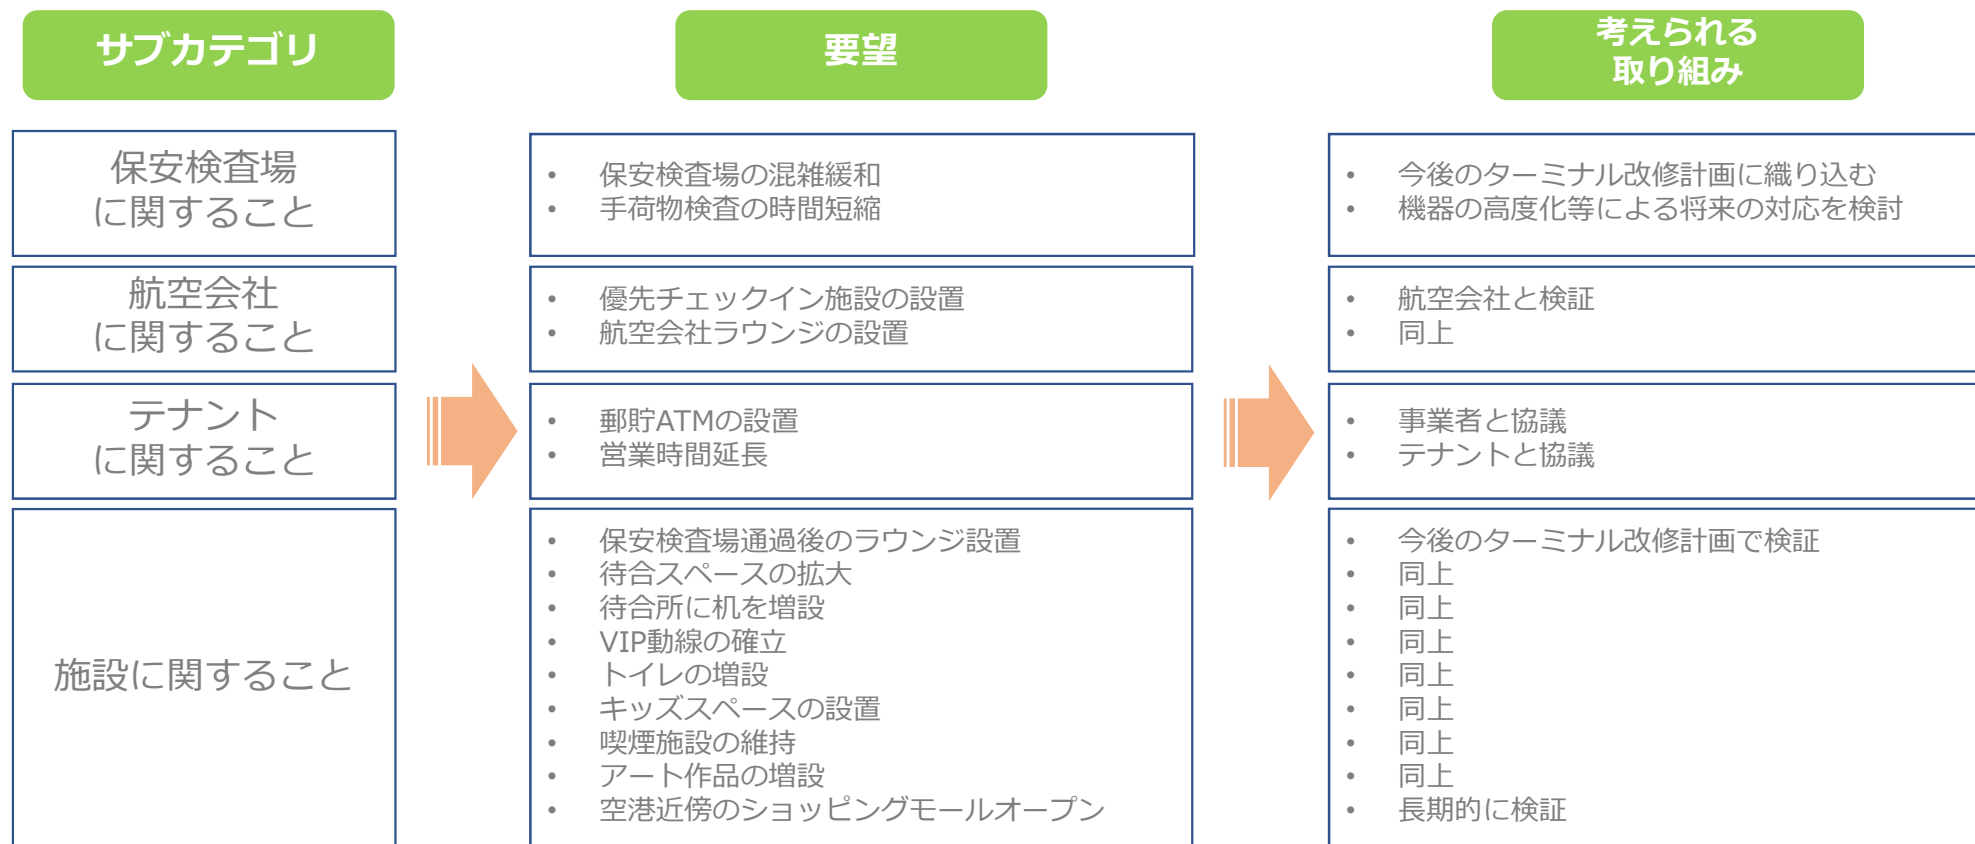 サブカテゴリ
要望
考えられる
取り組み
保安検査場
に関すること
• 保安検査場の混雑緩和
• 手荷物検査の時間短縮
• 今後のターミナル改修計画に織り込む
• 機器の高度化等による将来の対応を検討
航空会社
に関すること
• 優先チェックイン施設の設置
• 航空会社ラウンジの設置
• 航空会社と検証
• 同上
テナント
に関すること
• 郵貯ATMの設置
• 営業時間延長
• 事業者と協議
• テナントと協議
施設に関すること
• 保安検査場通過後のラウンジ設置
• 待合スペースの拡大
• 待合所に机を増設
• VIP動線の確立
• トイレの増設
• キッズスペースの設置
• 喫煙施設の維持
• アート作品の増設
• 空港近傍のショッピングモールオープン
• 今後のターミナル改修計画で検証
• 同上
• 同上
• 同上
• 同上
• 同上
• 同上
• 同上
• 長期的に検証